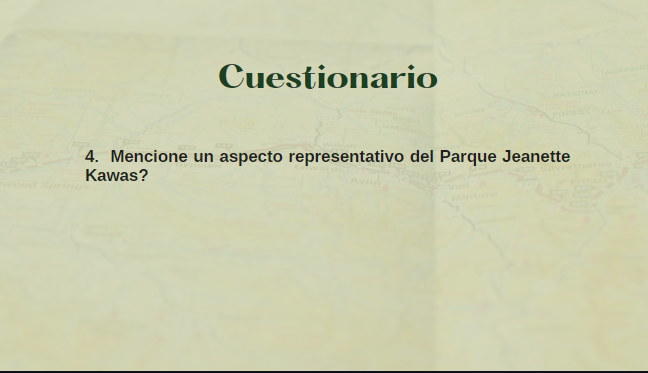 Cuestionario
4. Mencione un aspecto representativo del Parque Jeanette
Kawas?